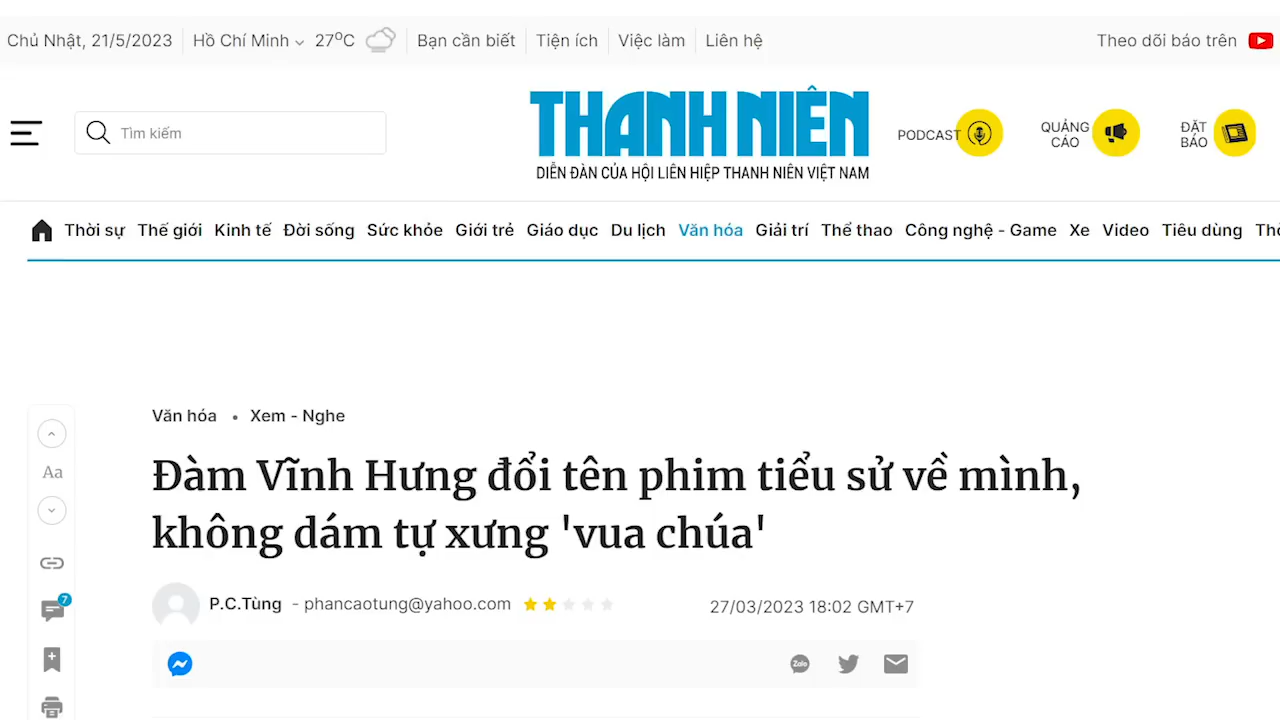 Chủ Nhật, 21/5/2023 Hồ Chí Minh 27°C Bạn cần biết Tiện ích Việc làm Liên hệ Theo dõi báo trên
Tìm kiếm
THANH NIÊN
DIỄN ĐÀN CỦA HỘI LIÊN HIỆP THANH NIÊN VIỆT NAM
PODCAST
QUẢNG
CÁO
ĐẶT
BÁO
Thời sự Thế giới Kinh tế Đời sống Sức khỏe Giới trẻ Giáo dục Du lịch Văn hóa Giải trí Thể thao Công nghệ - Game Xe Video Tiêu dùng Thờ
Văn hóa • Xem - Nghe
Aa
Đàm Vĩnh Hưng đổi tên phim tiểu sử về mình,
không dám tự xưng 'vua chúa'
7
P.C.Tùng - phancaotung@yahoo.com 27/03/2023 18:02 GMT+7
Zalo